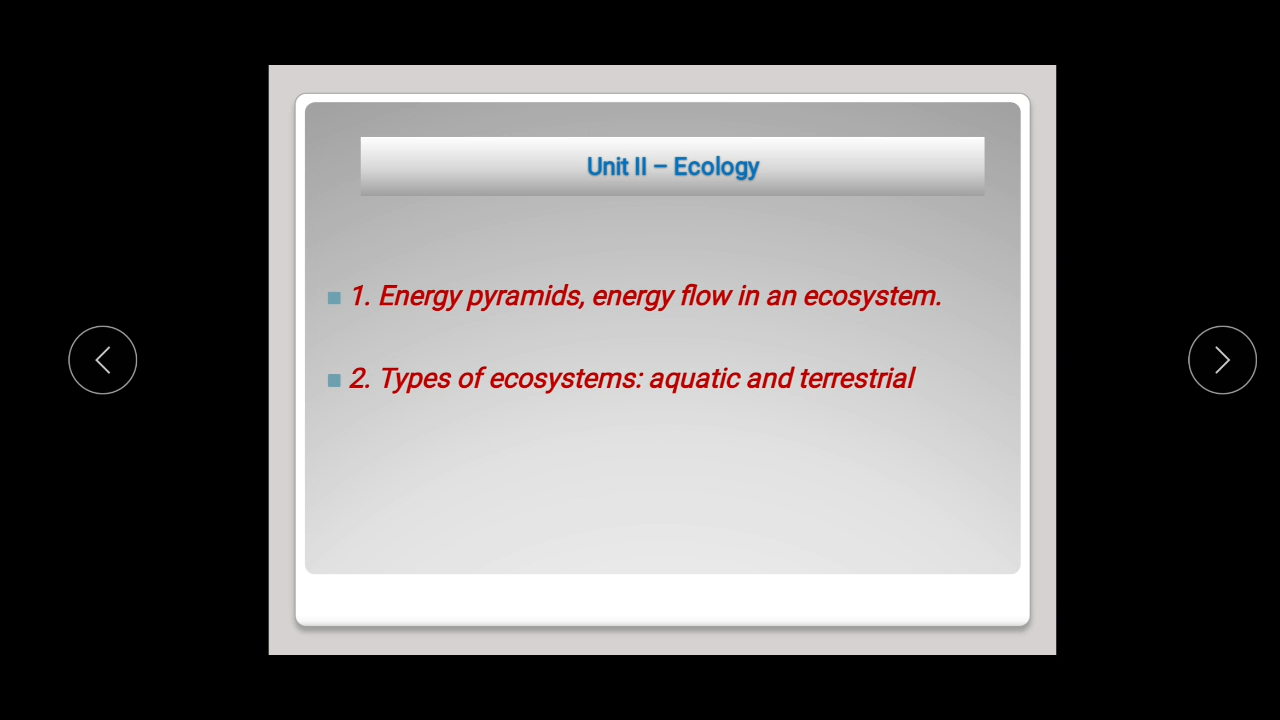 Unit II – Ecology
1. Energy pyramids, energy flow in an ecosystem.
2. Types of ecosystems: aquatic and terrestrial